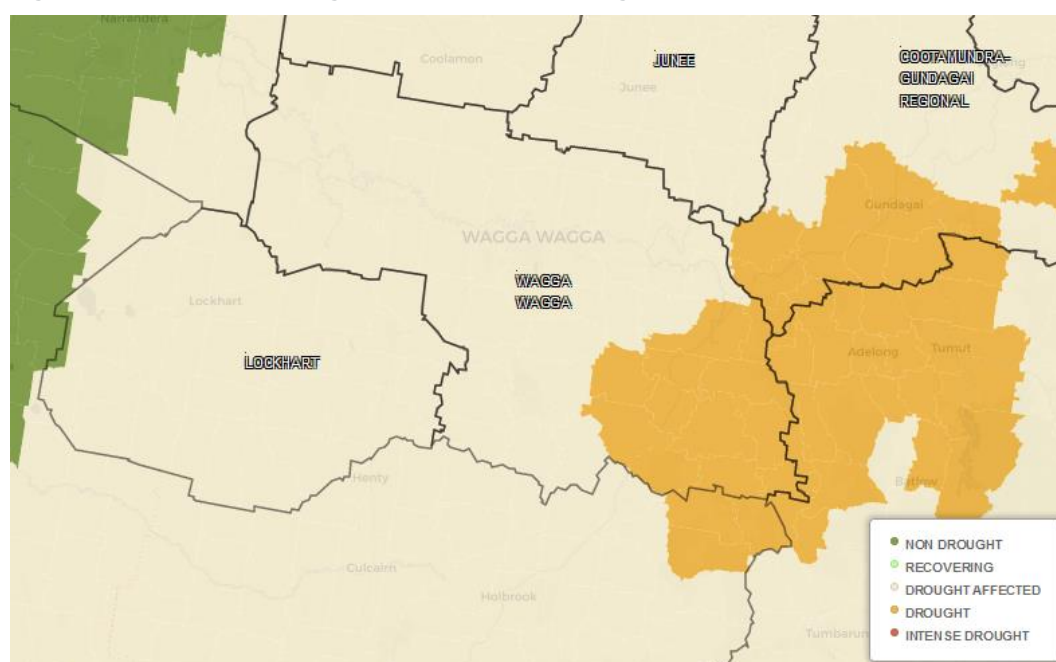 Narrandera
Coolamon
JUNEE
Junee
COOTAMUNDRA-
GUNDAGAI
REGIONAL
Gundagai
WAGGA WAGGA
WAGGA
WAGGA
Lockhart
LOCKHART
Adelong
Tumut
Henty
Batlow
Culcairn
Holbrook
Tumbarum
NON DROUGHT
RECOVERING
DROUGHT AFFECTED
DROUGHT
INTENSE DROUGHT